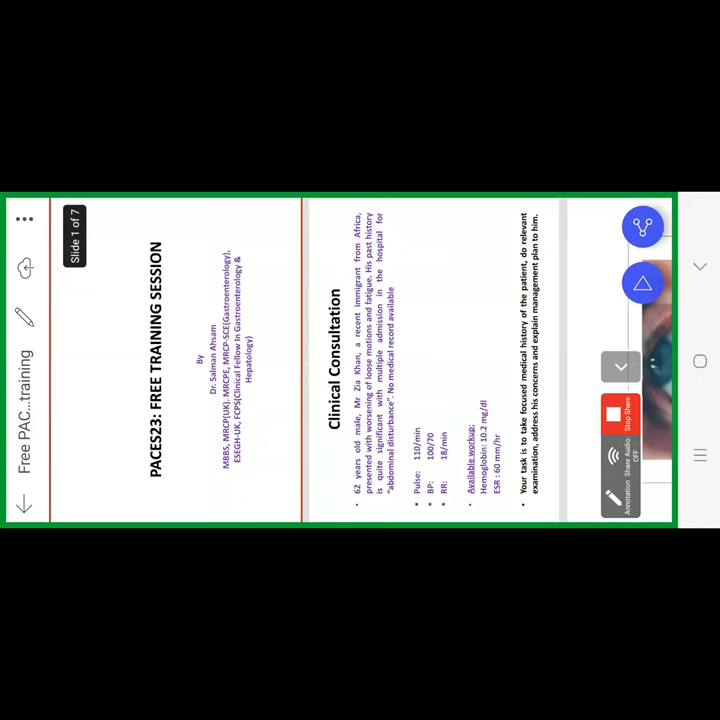 Free PAC...training
Slide 1 of 7
PACES23: FREE TRAINING SESSION
By
Dr. Salman Ahsam
MBBS, MRCP(UK). MRCPE, MRCP-SCE(Gastroenterology),
ESEGH-UK, FCPS(Clinical Fellow In Gastroenterology &
Hepatology)
Clinical Consultation
• 62 years old male, Mr Zia Khan, a recent immigrant from Africa,
presented with worsening of loose motions and fatigue. His past history
is quite significant with multiple admission in the hospital for
"abdominal disturbance". No medical record available
• Pulse: 110/min
• BP: 100/70
• RR: 18/min
• Available workup:
Hemoglobin: 10.2 mg/dl
ESR : 60 mm/hr
• Your task is to take focused medical history of the patient, do relevant
examination, address his concerns and explain management plan to him.
Annotation
Share Audio:
OFF
Stop Share